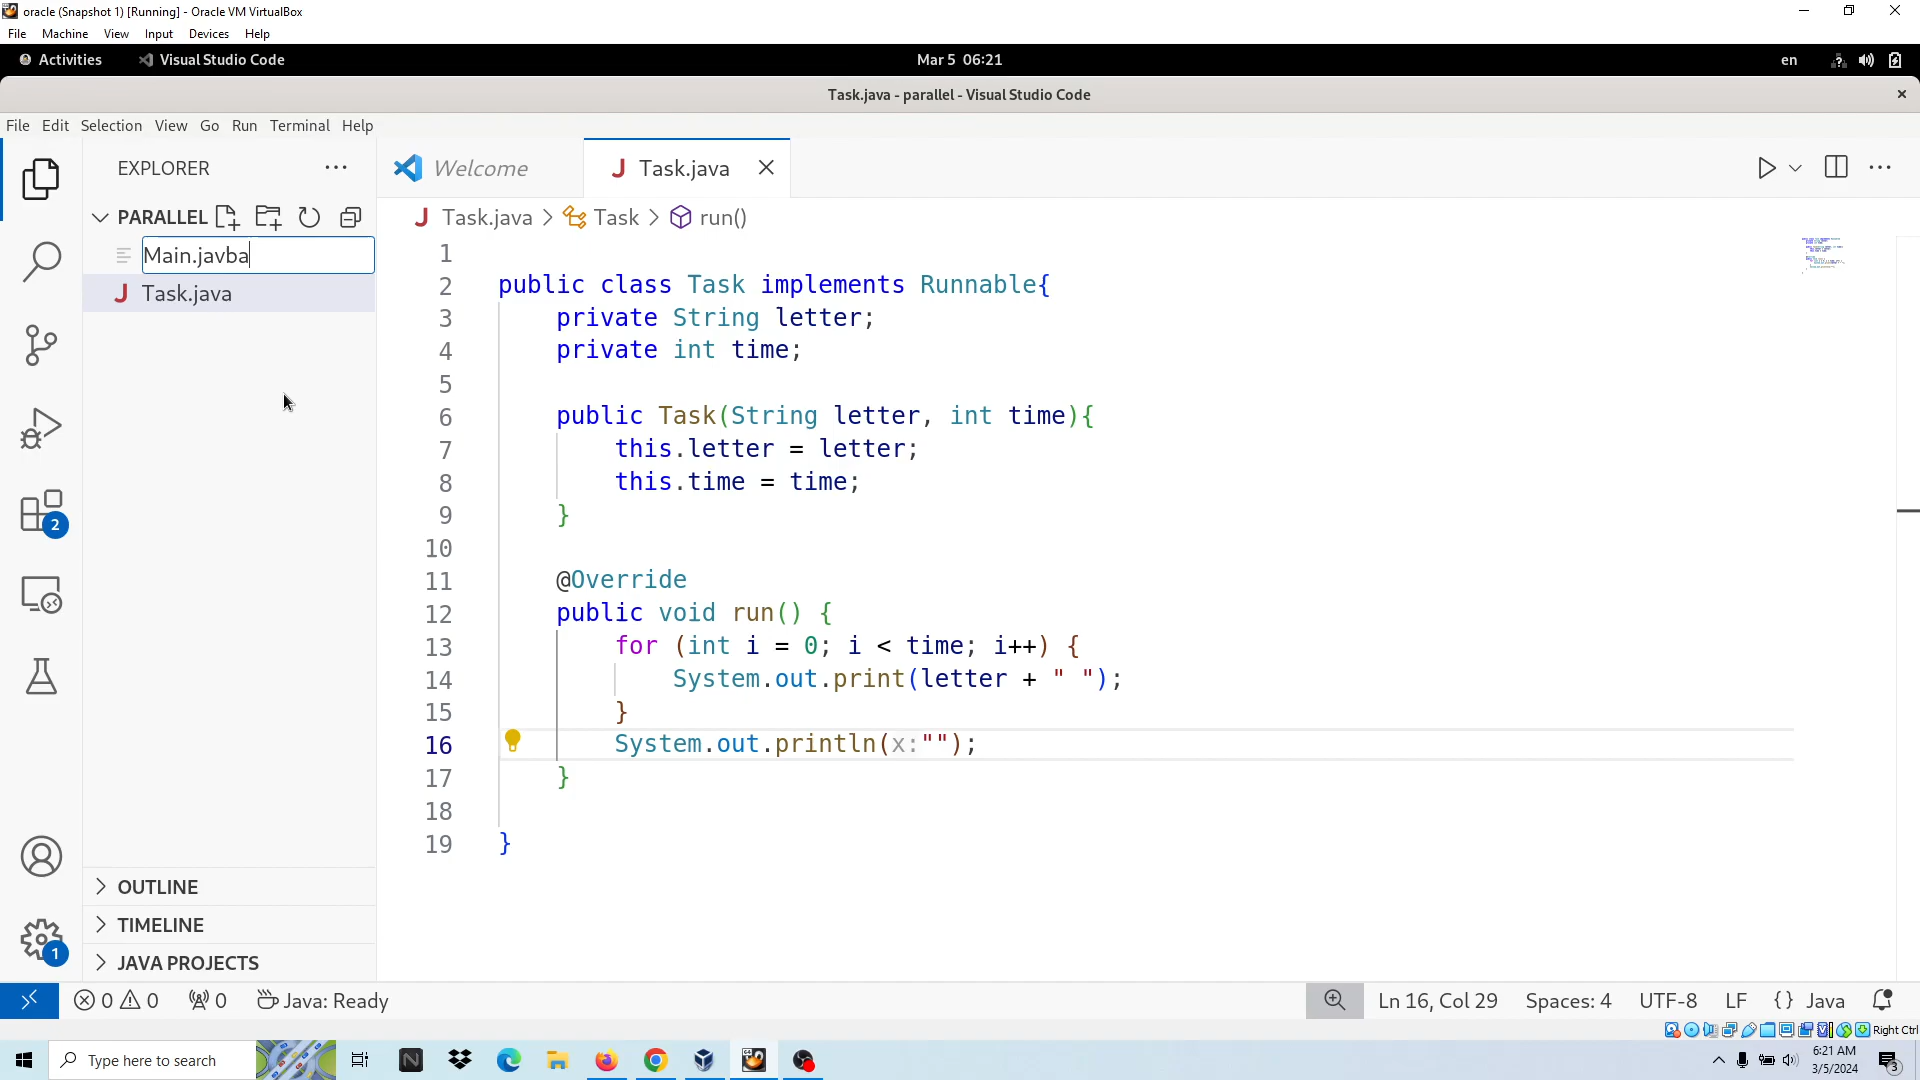 oracle (Snapshot 1) [Running] - Oracle VM VirtualBox
File Machine View Input Devices Help
Activities Visual Studio Code Mar 5 06:21 en
Task.java - parallel - Visual Studio Code
File Edit Selection View Go Run Terminal Help
EXPLORER
Welcome
Task.java
PARALLEL
Task.java > Task > run()
Main.javba
Task.java
1
2 public class Task implements Runnable{
3 private String letter;
4 private int time;
5
6 public Task(String letter, int time){
7 this.letter = letter;
8 this.time = time;
9 }
10
11 @Override
12 public void run() {
13 for (int i = 0; i < time; i++) {
14 System.out.print(letter + " ");
15 }
16 System.out.println(x:"");
17 }
18
19 }
2
1
OUTLINE
TIMELINE
JAVA PROJECTS
0 0 0 Java: Ready
Ln 16, Col 29 Spaces: 4 UTF-8 LF {} Java
Right Ctrl
Type here to search
6:21 AM
3/5/2024
3